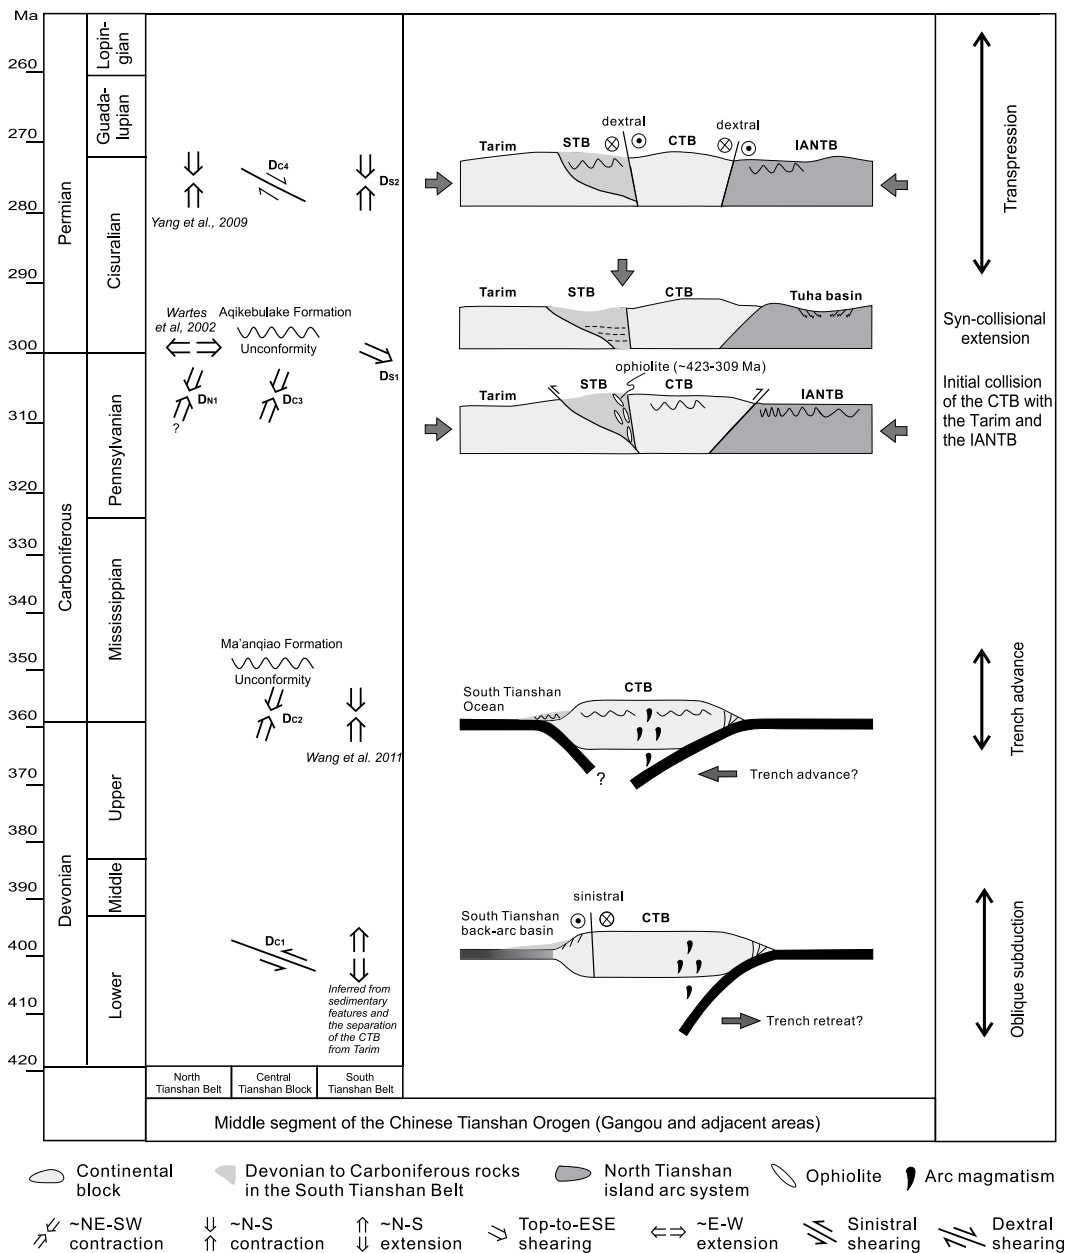 Ma
260
270
280
290
300
310
320
330
340
350
360
370
380
390
400
410
420
Permian
Carboniferous
Devonian
Lopin-
gian
Guada-
lupian
Cisuralian
Pennsylvanian
Mississippian
Upper
Middle
Lower
DC4
DS2
Yang et al., 2009
Wartes
et al, 2002
Aqikebulake Formation
Unconformity
DS1
DN1
?
DC3
Ma'anqiao Formation
Unconformity
DC2
Wang et al. 2011
DC1
Inferred from
sedimentary
features and
the separation
of the CTB
from Tarim
North
Tianshan Belt
Central
Tianshan Block
South
Tianshan Belt
Middle segment of the Chinese Tianshan Orogen (Gangou and adjacent areas)
dextral
dextral
Tarim
STB
CTB
IANTB
Tarim
STB
CTB
Tuha basin
ophiolite (~423-309 Ma)
Tarim
STB
CTB
IANTB
South Tianshan
Ocean
CTB
?
Trench advance?
sinistral
South Tianshan
back-arc basin
CTB
Trench retreat?
Transpression
Syn-collisional
extension
Initial collision
of the CTB with
the Tarim and
the IANTB
Trench advance
Oblique subduction
Continental
block
Devonian to Carboniferous rocks
in the South Tianshan Belt
North Tianshan
island arc system
Ophiolite
Arc magmatism
~NE-SW
contraction
~N-S
contraction
~N-S
extension
Top-to-ESE
shearing
~E-W
extension
Sinistral
shearing
Dextral
shearing